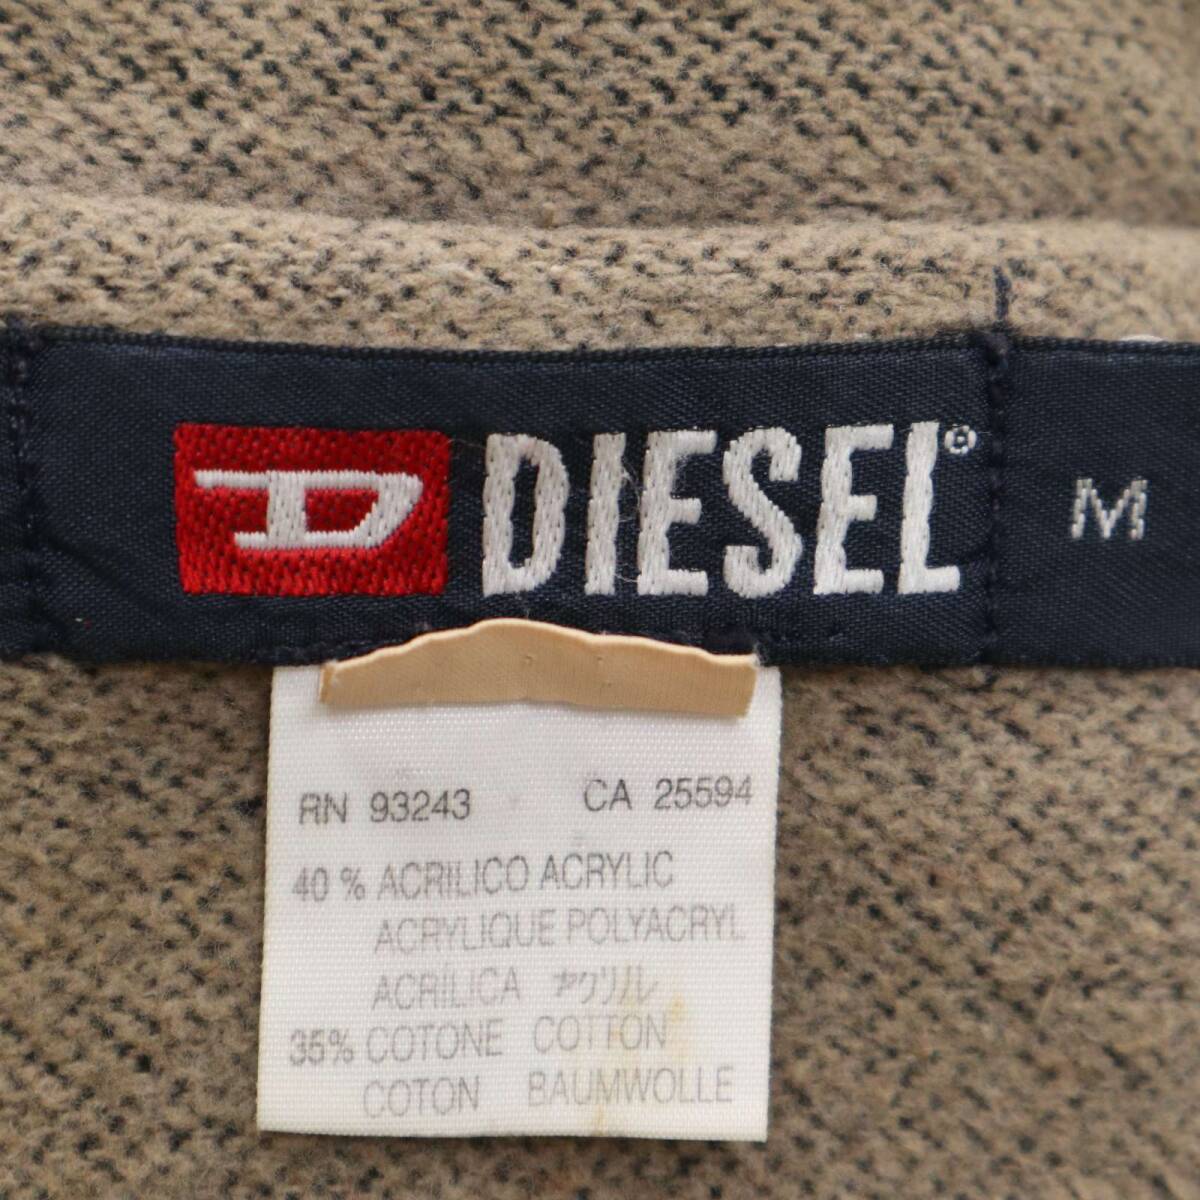 D DIESEL® M
RN 93243 CA 25594
40 % ACRILICO ACRYLIC
ACRYLIQUE POLYACRYL
ACRÍLICA アクリル
35% COTONE COTTON
COTON BAUMWOLLE